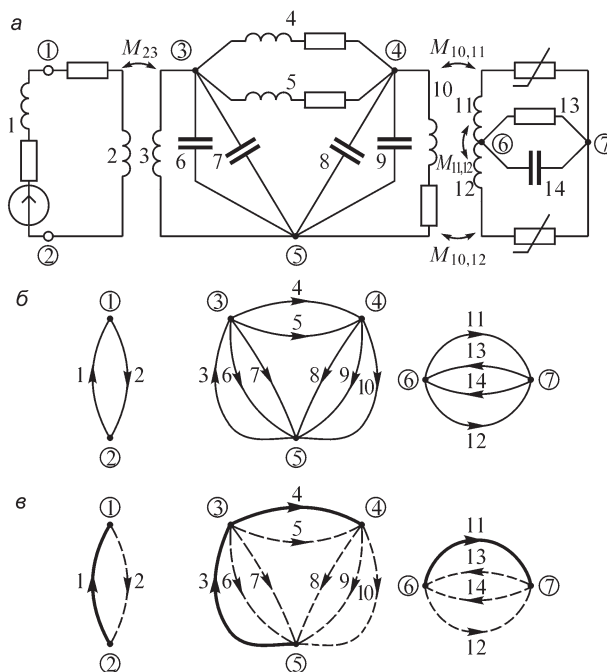 а
4
① M23 ③ ④ M10,11
5 10
1 2 3 6 7 8 9 11 13
⑥ ⑦
M11,12
12 14
② ⑤ M10,12
б
① ③ 4 ④ 11
5 13
1 2 3 6 7 8 9 10 ⑥ 14 ⑦
② ⑤ 12
в
① ③ 4 ④ 11
5 13
1 2 3 6 7 8 9 10 ⑥ 14 ⑦
② ⑤ 12